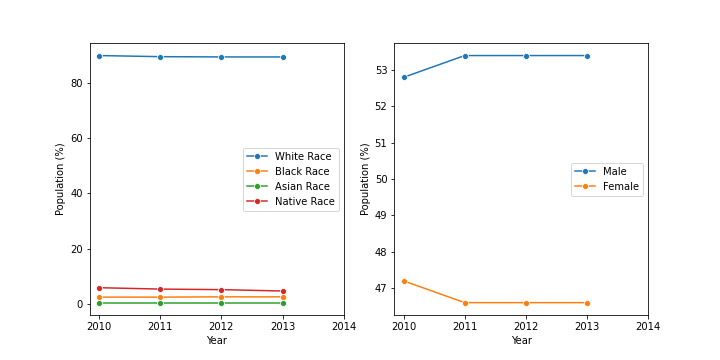 80
60
40
20
0
Population (%)
2010 2011 2012 2013 2014
Year
White Race
Black Race
Asian Race
Native Race
53
52
51
50
49
48
47
Population (%)
2010 2011 2012 2013 2014
Year
Male
Female